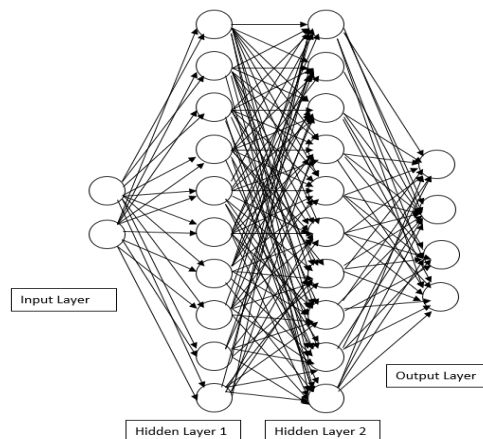 Input Layer
Output Layer
Hidden Layer 1
Hidden Layer 2